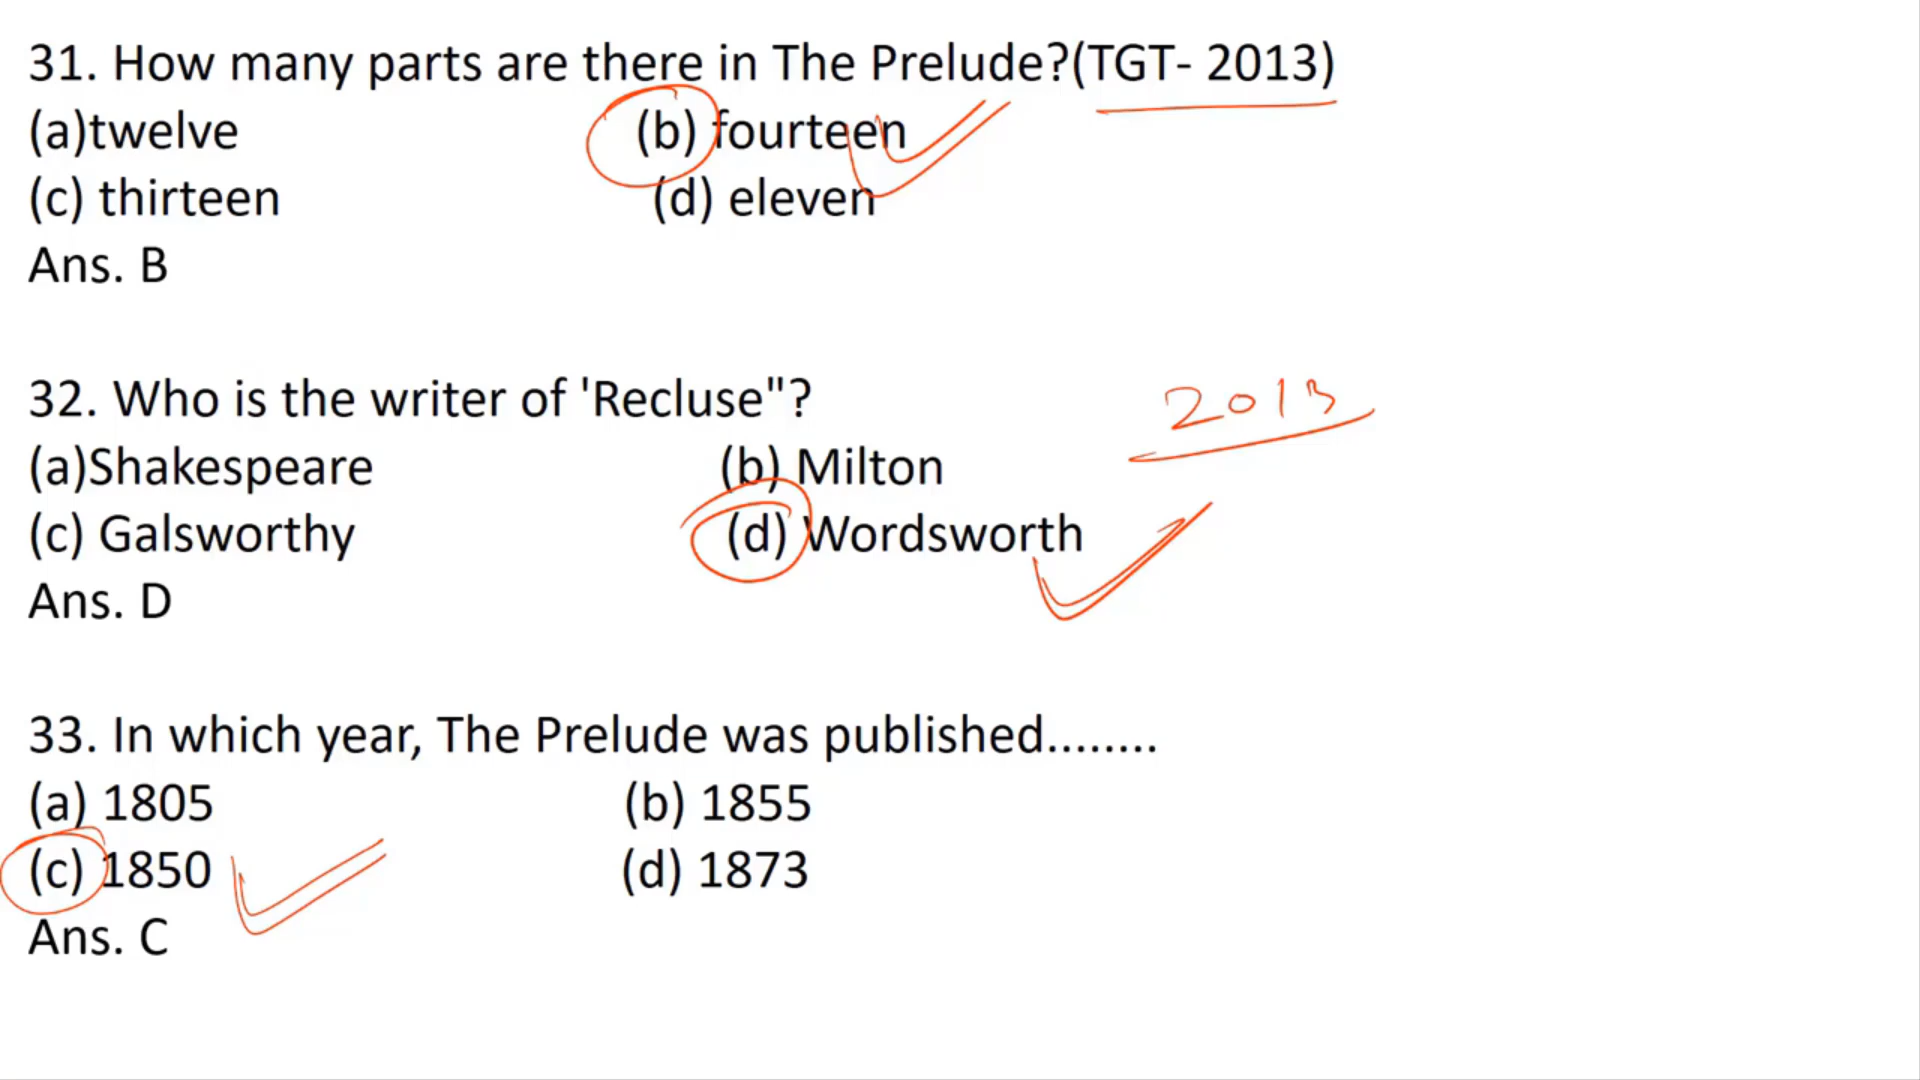 31. How many parts are there in The Prelude?(TGT- 2013)
(a)twelve (b) fourteen
(c) thirteen (d) eleven
Ans. B
32. Who is the writer of 'Recluse"?
2013
(a)Shakespeare (b) Milton
(c) Galsworthy (d) Wordsworth
Ans. D
33. In which year, The Prelude was published........
(a) 1805 (b) 1855
(c) 1850 (d) 1873
Ans. C